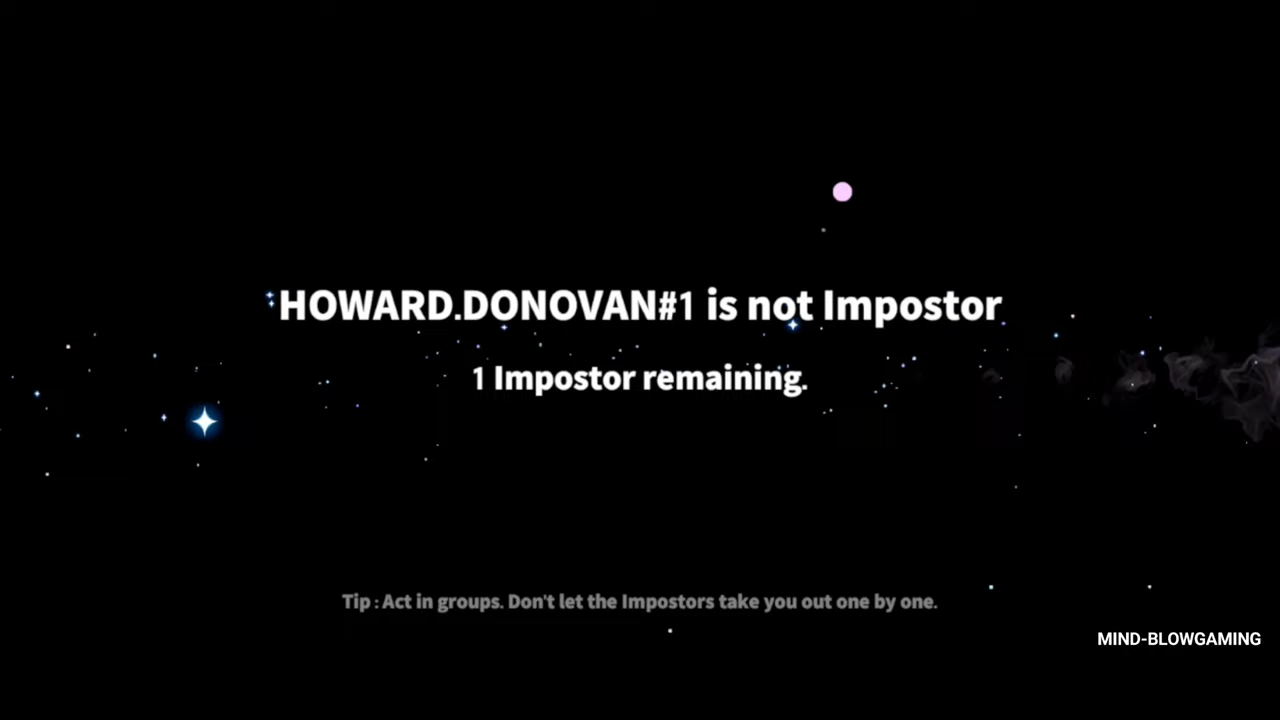 HOWARD.DONOVAN#1 is not Impostor
1 Impostor remaining.
Tip : Act in groups. Don't let the Impostors take you out one by one.
MIND-BLOWGAMING